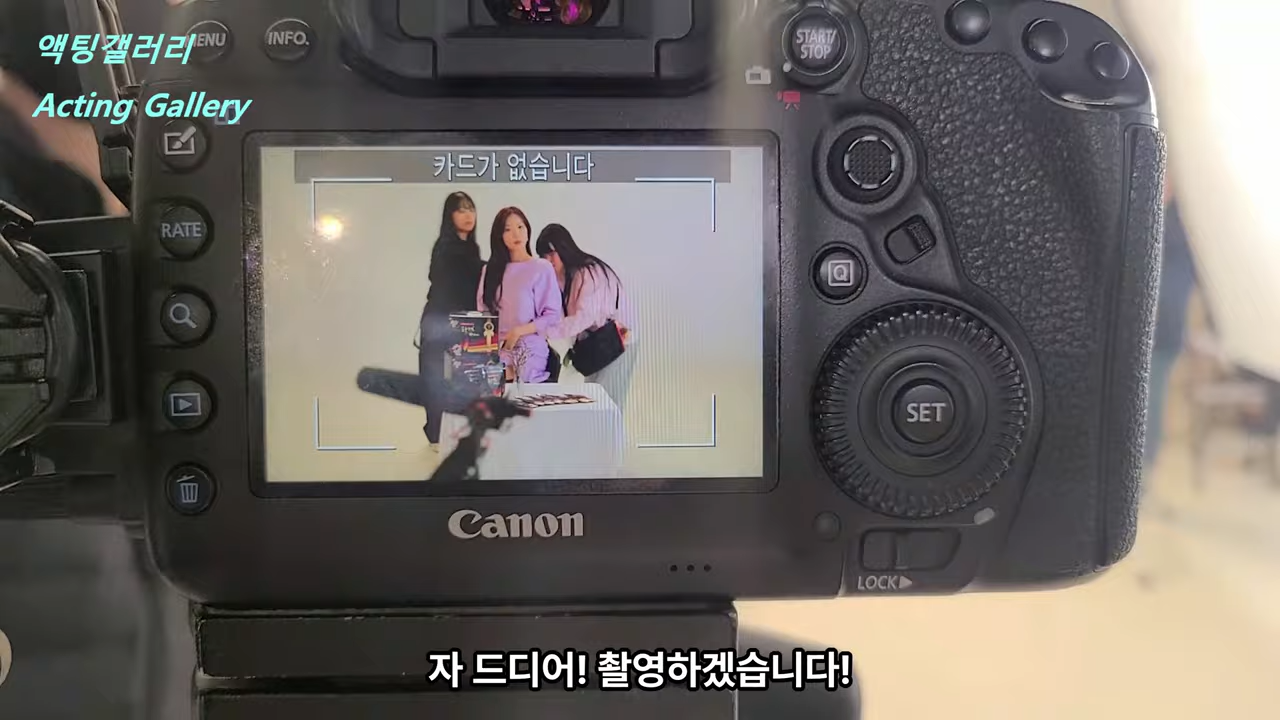 액팅갤러리
Acting Gallery
MENU
INFO.
START/
STOP
카드가 없습니다
RATE
Q
SET
Canon
LOCK▶
자 드디어! 촬영하겠습니다!